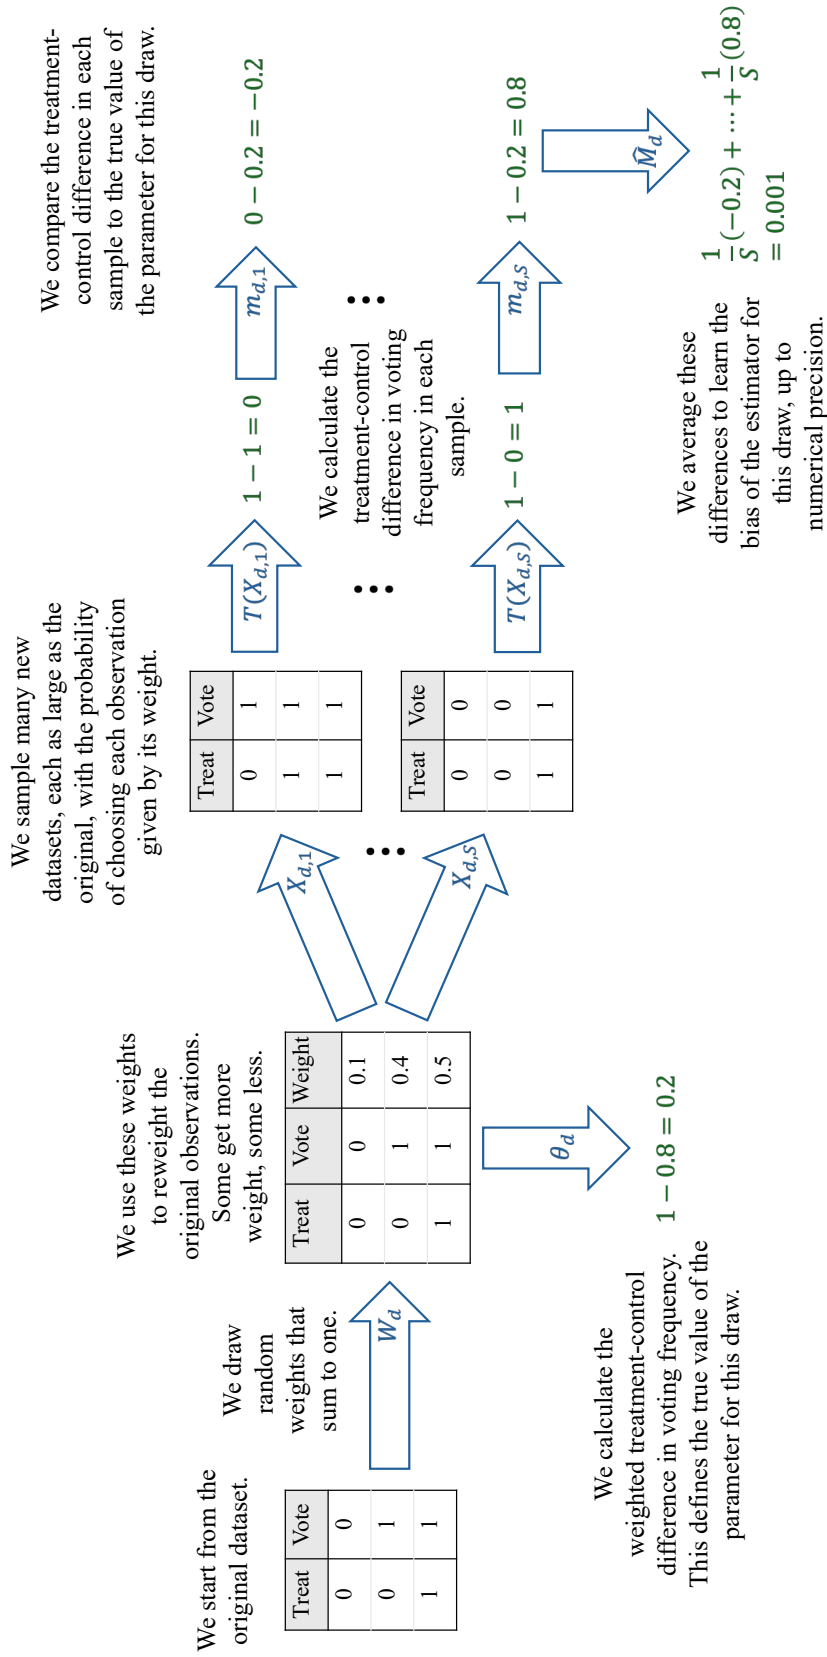 We start from the
original dataset.
Treat Vote
0 0
0 1
1 1
We draw
random
weights that
sum to one.
W_d
We use these weights
to reweight the
original observations.
Some get more
weight, some less.
Treat Vote Weight
0 0 0.1
0 1 0.4
1 1 0.5
θ_d
We calculate the
weighted treatment-control
difference in voting frequency.
This defines the true value of the
parameter for this draw.
1 − 0.8 = 0.2
We sample many new
datasets, each as large as the
original, with the probability
of choosing each observation
given by its weight.
X_{d,1}
Treat Vote
0 1
1 1
1 1
T(X_{d,1})
1 − 1 = 0
m_{d,1}
0 − 0.2 = −0.2
…
…
…
X_{d,S}
Treat Vote
0 0
0 0
1 1
T(X_{d,S})
1 − 0 = 1
m_{d,S}
1 − 0.2 = 0.8
We calculate the
treatment-control
difference in voting
frequency in each
sample.
We compare the treatment-
control difference in each
sample to the true value of
the parameter for this draw.
M̂_d
We average these
differences to learn the
bias of the estimator for
this draw, up to
numerical precision.
1/S(−0.2) + ⋯ + 1/S(0.8)
= 0.001